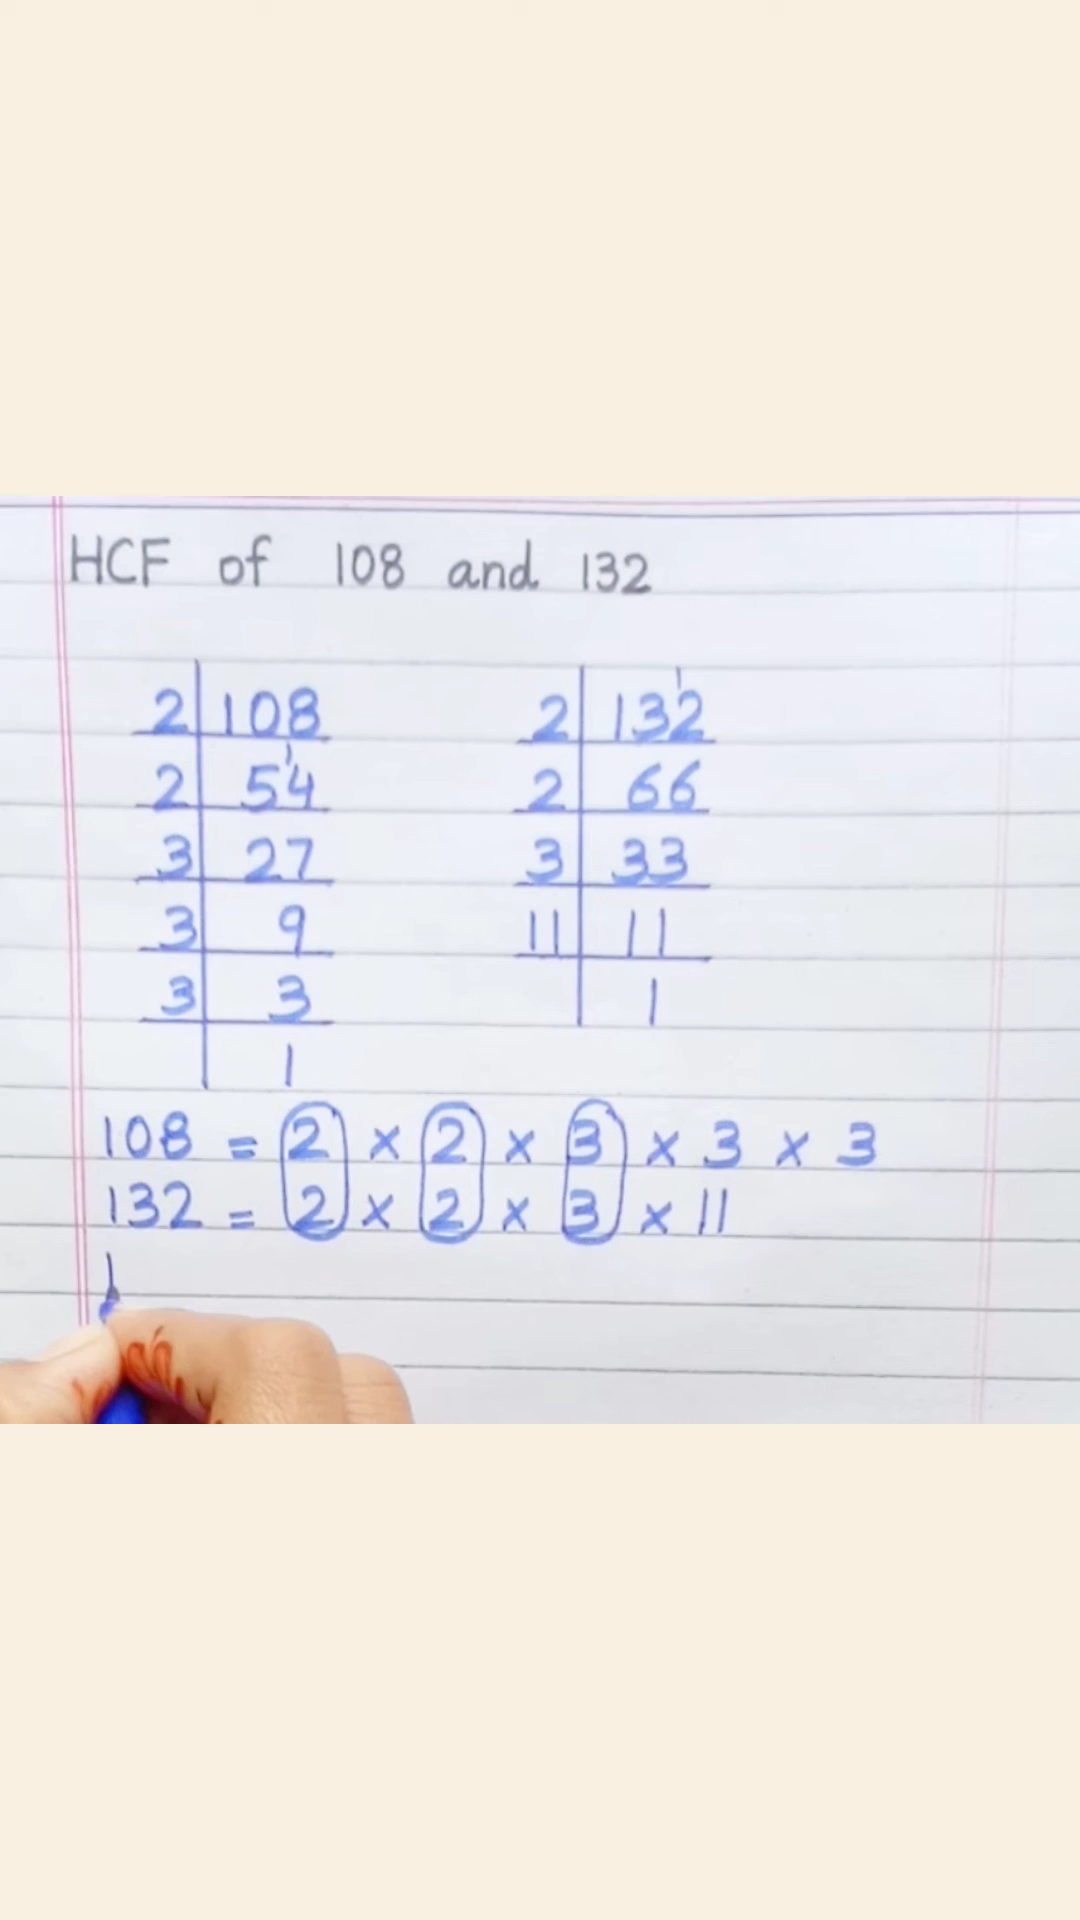 HCF of 108 and 132
2 | 108
2 | 54
3 | 27
3 | 9
3 | 3
1
2 | 132
2 | 66
3 | 33
11 | 11
1
108 = 2 × 2 × 3 × 3 × 3
132 = 2 × 2 × 3 × 11